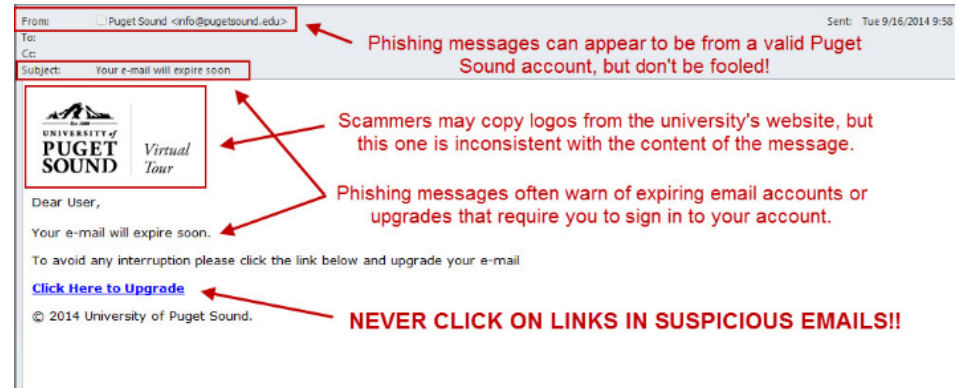 From: Puget Sound <info@pugetsound.edu> Sent: Tue 9/16/2014 9:58
To:
Cc:
Subject: Your e-mail will expire soon
Phishing messages can appear to be from a valid Puget
Sound account, but don't be fooled!
Est. 1888
UNIVERSITY of
PUGET
SOUND
Virtual
Tour
Scammers may copy logos from the university's website, but
this one is inconsistent with the content of the message.
Phishing messages often warn of expiring email accounts or
upgrades that require you to sign in to your account.
Dear User,
Your e-mail will expire soon.
To avoid any interruption please click the link below and upgrade your e-mail
Click Here to Upgrade
© 2014 University of Puget Sound.
NEVER CLICK ON LINKS IN SUSPICIOUS EMAILS!!